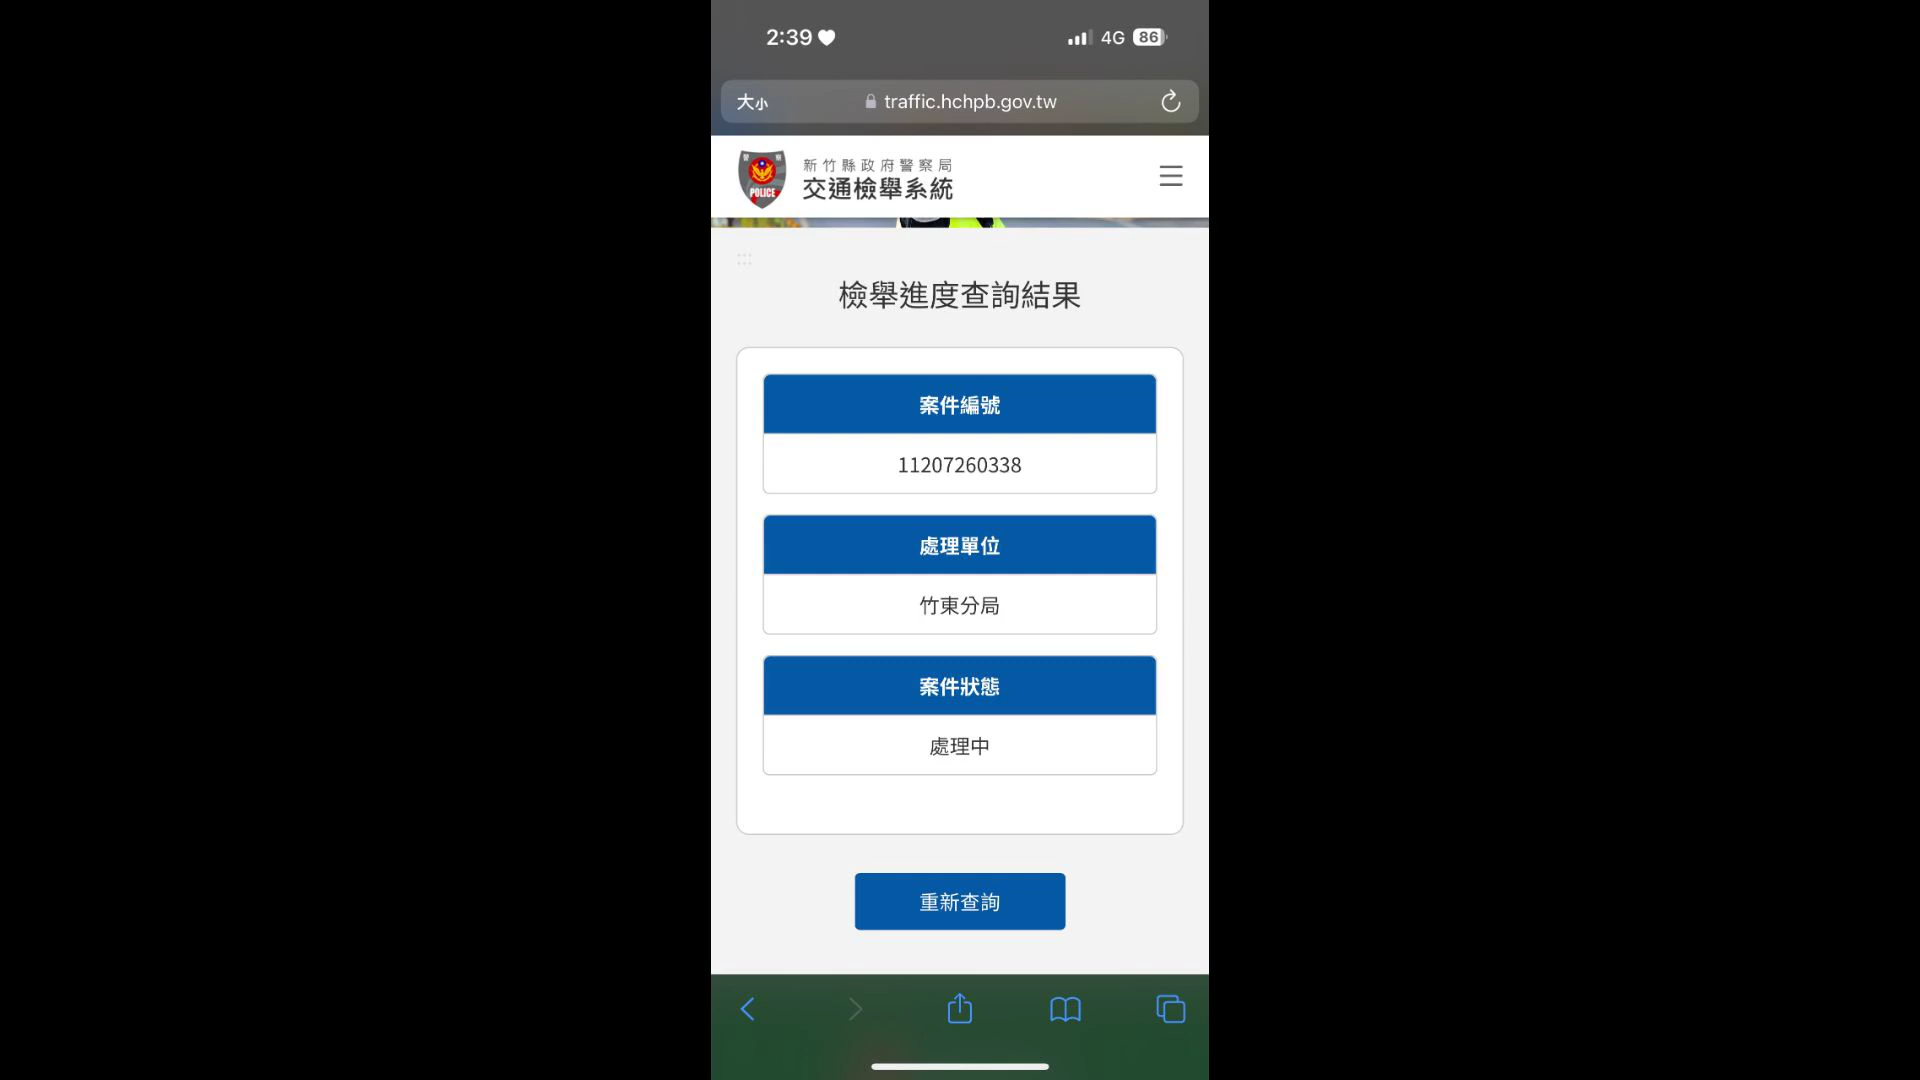 2:39
4G 86
大小 traffic.hchpb.gov.tw
警察
POLICE
新竹縣政府警察局
交通檢舉系統
檢舉進度查詢結果
案件編號
11207260338
處理單位
竹東分局
案件狀態
處理中
重新查詢